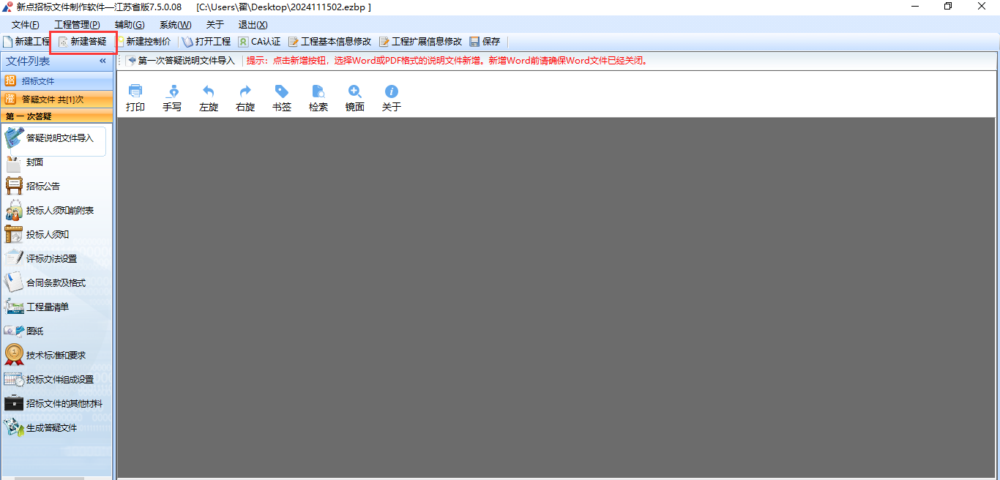 新点招标文件制作软件—江苏省版7.5.0.08 [C:\Users\翟\Desktop\2024111502.ezbp ]
文件(F) 工程管理(P) 辅助(G) 系统(W) 关于 退出(X)
新建工程 新建答疑 新建控制价 打开工程 CA认证 工程基本信息修改 工程扩展信息修改 保存
文件列表 «
第一次答疑说明文件导入 提示：点击新增按钮，选择Word或PDF格式的说明文件新增。新增Word前请确保Word文件已经关闭。
招 招标文件
澄 答疑文件 共[1]次
第 一 次答疑
打印 手写 左旋 右旋 书签 检索 镜面 关于
答疑说明文件导入
封面
招标公告
投标人须知前附表
投标人须知
评标办法设置
合同条款及格式
工程量清单
图纸
技术标准和要求
投标文件组成设置
招标文件的其他材料
生成答疑文件